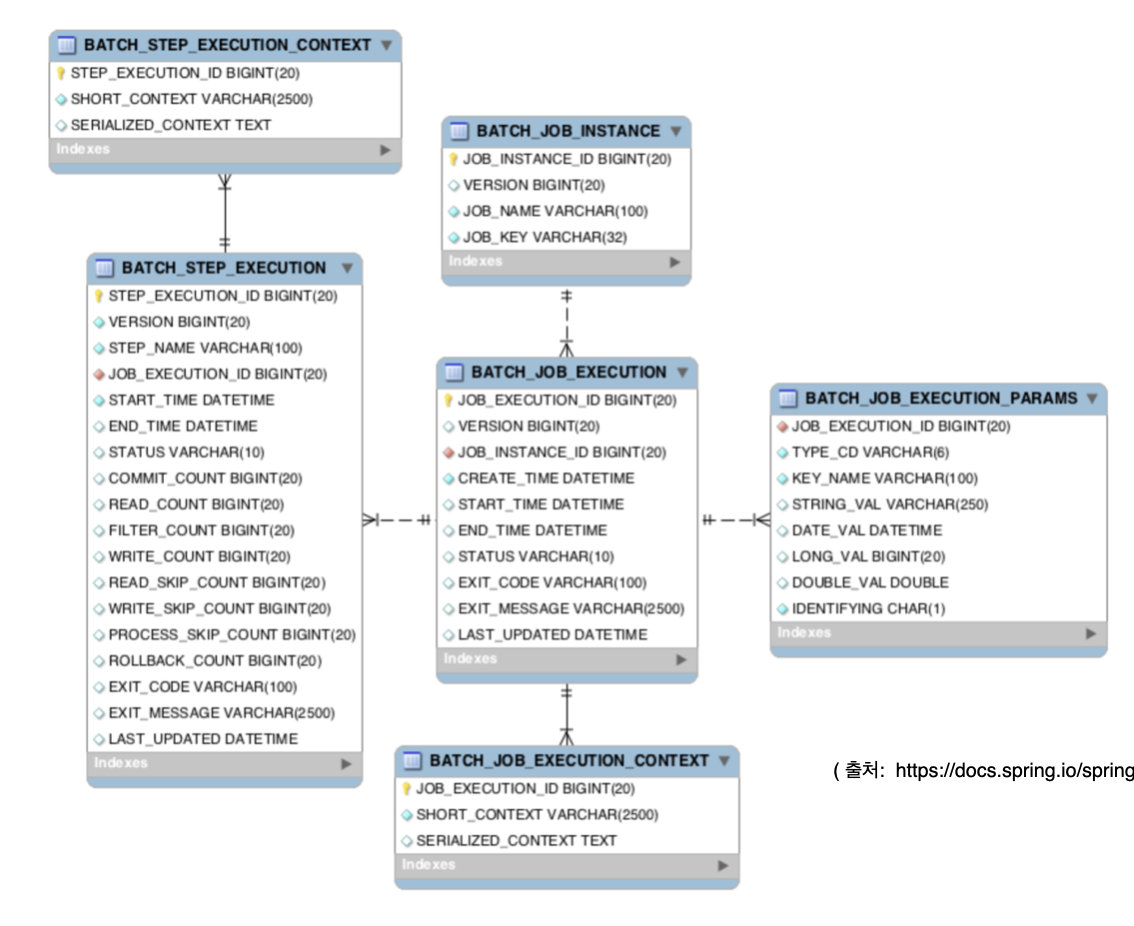 BATCH_STEP_EXECUTION_CONTEXT
STEP_EXECUTION_ID BIGINT(20)
SHORT_CONTEXT VARCHAR(2500)
SERIALIZED_CONTEXT TEXT
Indexes
BATCH_JOB_INSTANCE
JOB_INSTANCE_ID BIGINT(20)
VERSION BIGINT(20)
JOB_NAME VARCHAR(100)
JOB_KEY VARCHAR(32)
Indexes
BATCH_STEP_EXECUTION
STEP_EXECUTION_ID BIGINT(20)
VERSION BIGINT(20)
STEP_NAME VARCHAR(100)
JOB_EXECUTION_ID BIGINT(20)
START_TIME DATETIME
END_TIME DATETIME
STATUS VARCHAR(10)
COMMIT_COUNT BIGINT(20)
READ_COUNT BIGINT(20)
FILTER_COUNT BIGINT(20)
WRITE_COUNT BIGINT(20)
READ_SKIP_COUNT BIGINT(20)
WRITE_SKIP_COUNT BIGINT(20)
PROCESS_SKIP_COUNT BIGINT(20)
ROLLBACK_COUNT BIGINT(20)
EXIT_CODE VARCHAR(100)
EXIT_MESSAGE VARCHAR(2500)
LAST_UPDATED DATETIME
Indexes
BATCH_JOB_EXECUTION
JOB_EXECUTION_ID BIGINT(20)
VERSION BIGINT(20)
JOB_INSTANCE_ID BIGINT(20)
CREATE_TIME DATETIME
START_TIME DATETIME
END_TIME DATETIME
STATUS VARCHAR(10)
EXIT_CODE VARCHAR(100)
EXIT_MESSAGE VARCHAR(2500)
LAST_UPDATED DATETIME
Indexes
BATCH_JOB_EXECUTION_PARAMS
JOB_EXECUTION_ID BIGINT(20)
TYPE_CD VARCHAR(6)
KEY_NAME VARCHAR(100)
STRING_VAL VARCHAR(250)
DATE_VAL DATETIME
LONG_VAL BIGINT(20)
DOUBLE_VAL DOUBLE
IDENTIFYING CHAR(1)
Indexes
BATCH_JOB_EXECUTION_CONTEXT
JOB_EXECUTION_ID BIGINT(20)
SHORT_CONTEXT VARCHAR(2500)
SERIALIZED_CONTEXT TEXT
Indexes
( 출처: https://docs.spring.io/spring